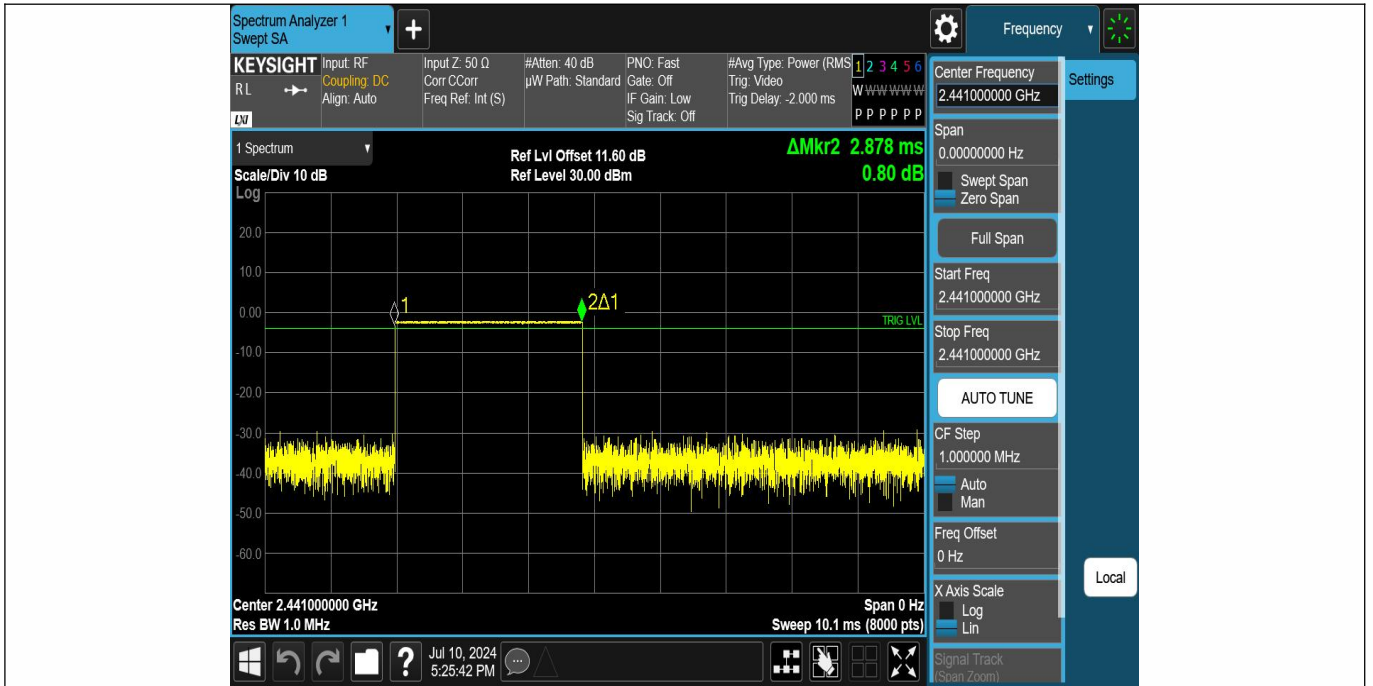 Spectrum Analyzer 1
Swept SA
+
Frequency
KEYSIGHT
RL
LXI
Input: RF
Coupling: DC
Align: Auto
Input Z: 50 Ω
Corr CCorr
Freq Ref: Int (S)
#Atten: 40 dB
µW Path: Standard
PNO: Fast
Gate: Off
IF Gain: Low
Sig Track: Off
#Avg Type: Power (RMS
Trig: Video
Trig Delay: -2.000 ms
1 2 3 4 5 6
W W W W W W
P P P P P P
1 Spectrum
Scale/Div 10 dB
Log
Ref Lvl Offset 11.60 dB
Ref Level 30.00 dBm
ΔMkr2 2.878 ms
0.80 dB
20.0
10.0
0.00
-10.0
-20.0
-30.0
-40.0
-50.0
-60.0
1
2Δ1
TRIG LVL
Center 2.441000000 GHz
Res BW 1.0 MHz
Span 0 Hz
Sweep 10.1 ms (8000 pts)
?
Jul 10, 2024
5:25:42 PM
Center Frequency
2.441000000 GHz
Settings
Span
0.00000000 Hz
Swept Span
Zero Span
Full Span
Start Freq
2.441000000 GHz
Stop Freq
2.441000000 GHz
AUTO TUNE
CF Step
1.000000 MHz
Auto
Man
Freq Offset
0 Hz
X Axis Scale
Log
Lin
Local
Signal Track
(Span Zoom)